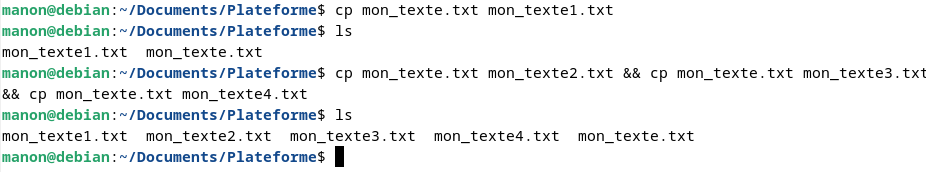 manon@debian:~/Documents/Plateforme$ cp mon_texte.txt mon_texte1.txt
manon@debian:~/Documents/Plateforme$ ls
mon_texte1.txt  mon_texte.txt
manon@debian:~/Documents/Plateforme$ cp mon_texte.txt mon_texte2.txt && cp mon_texte.txt mon_texte3.txt
&& cp mon_texte.txt mon_texte4.txt
manon@debian:~/Documents/Plateforme$ ls
mon_texte1.txt  mon_texte2.txt  mon_texte3.txt  mon_texte4.txt  mon_texte.txt
manon@debian:~/Documents/Plateforme$